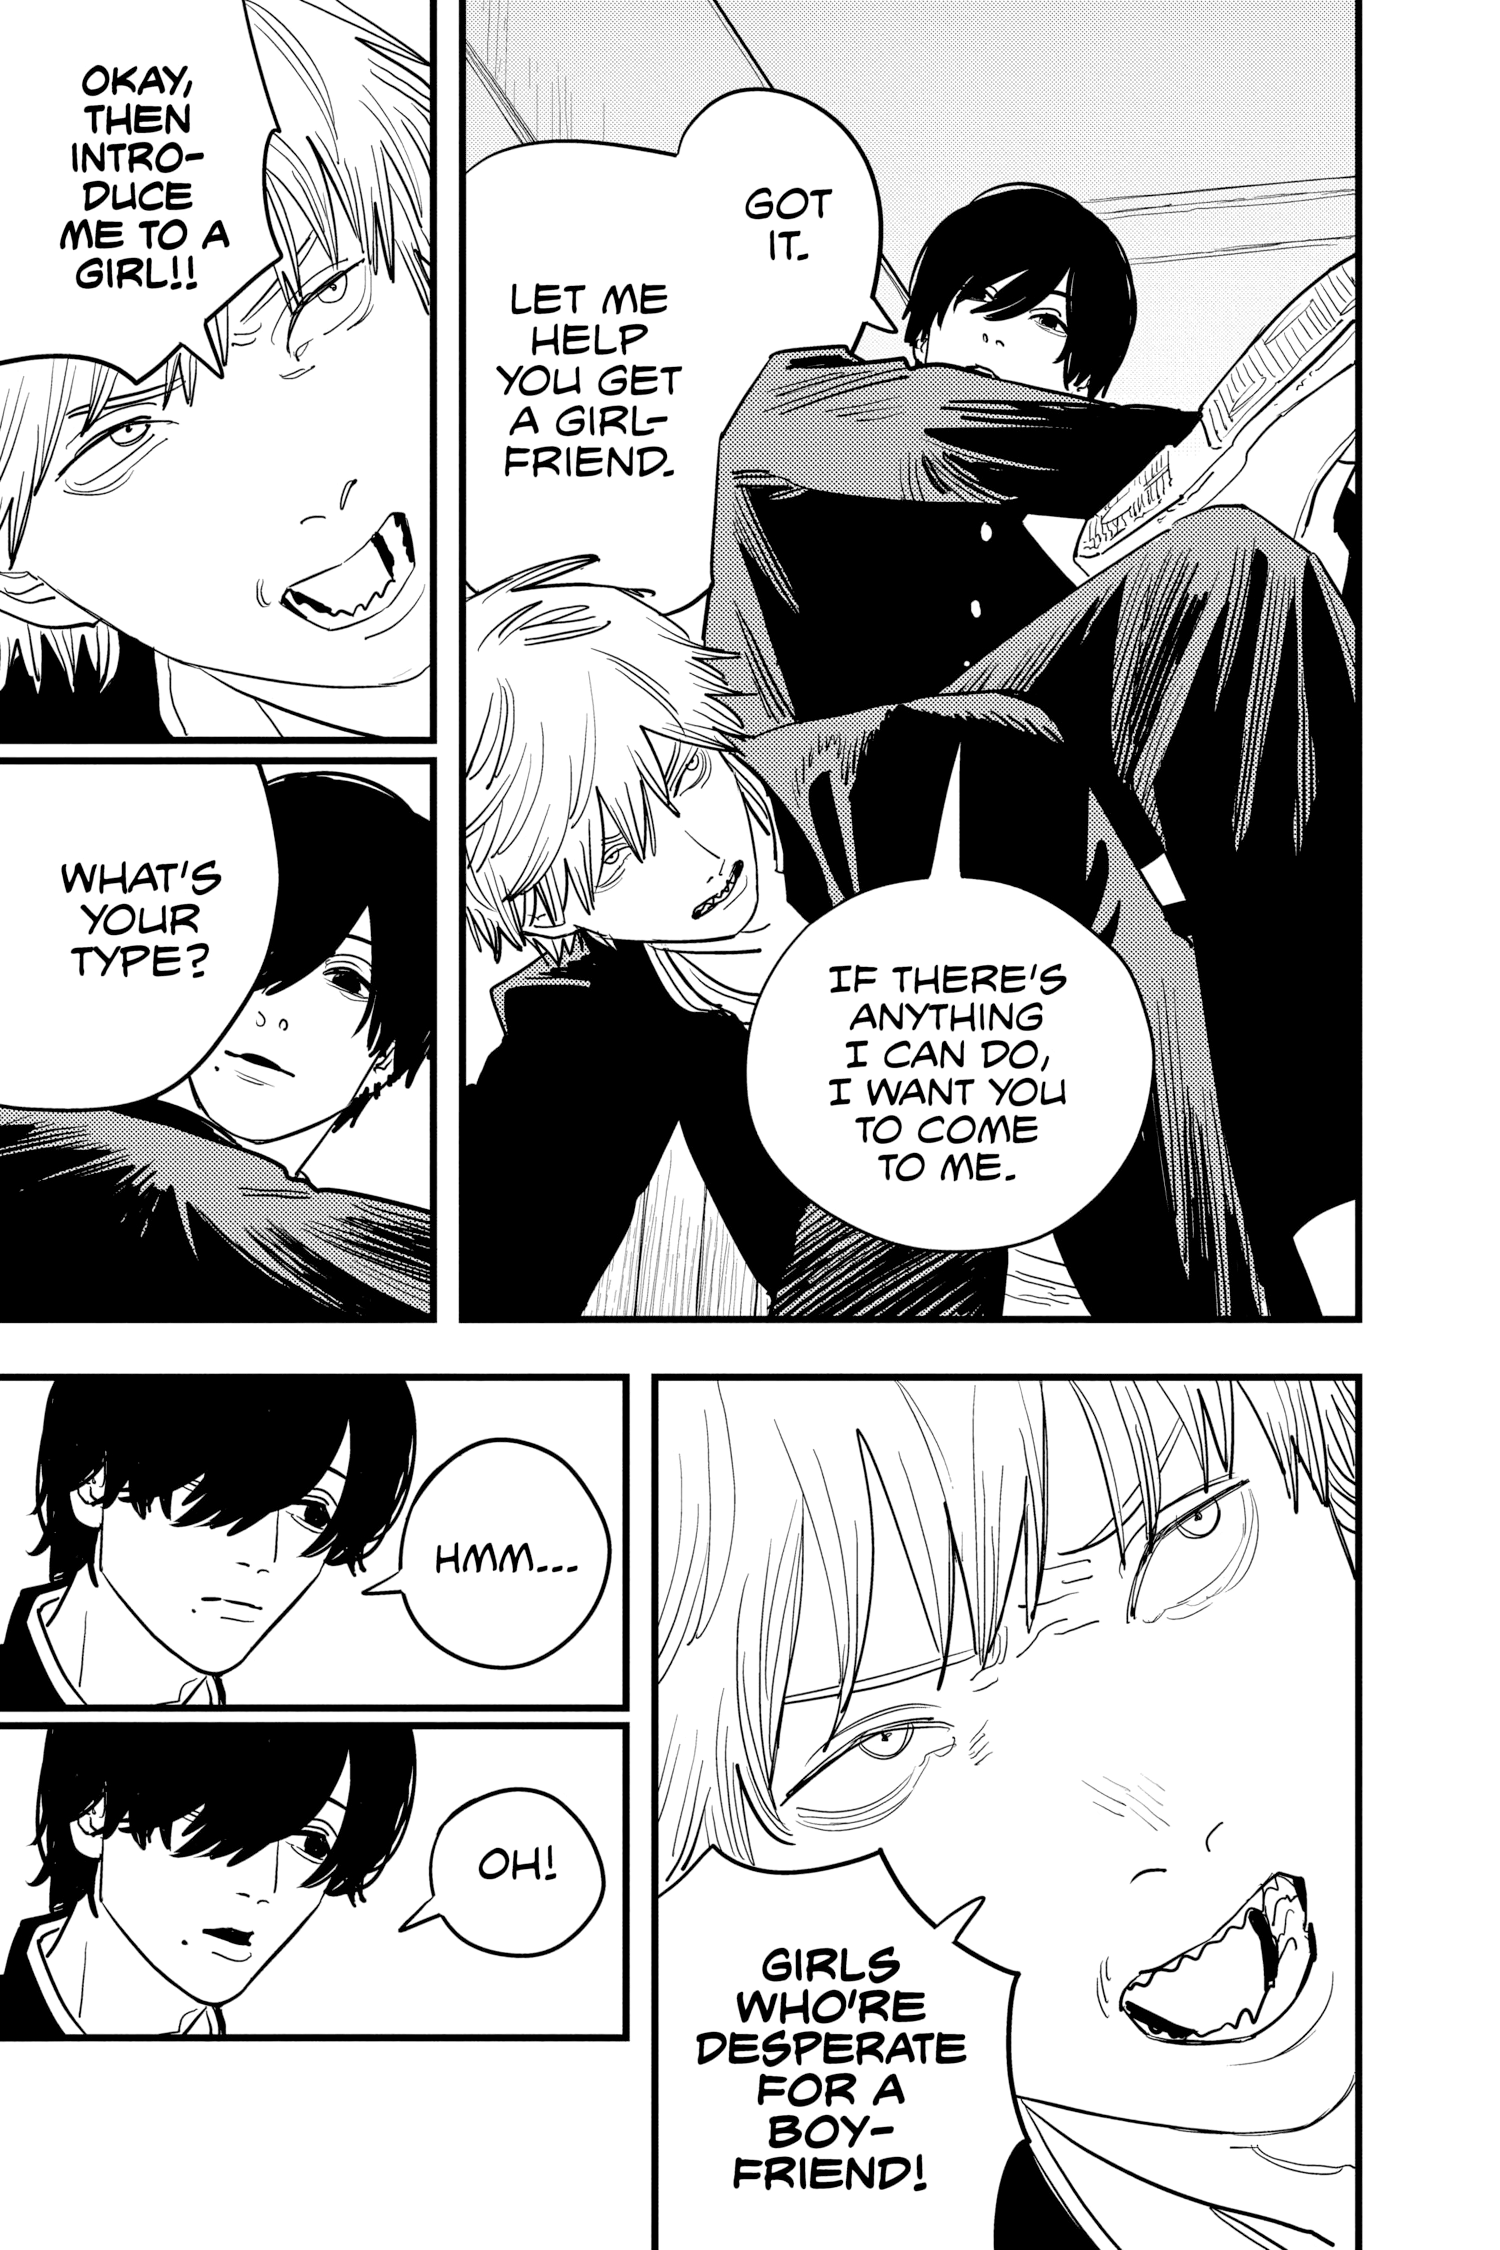 GOT
IT.
LET ME
HELP
YOU GET
A GIRL-
FRIEND.
IF THERE'S
ANYTHING
I CAN DO,
I WANT YOU
TO COME
TO ME.
OKAY,
THEN
INTRO-
DUCE
ME TO A
GIRL!!
WHAT'S
YOUR
TYPE?
GIRLS
WHO'RE
DESPERATE
FOR A
BOY-
FRIEND!
HMM...
OH!